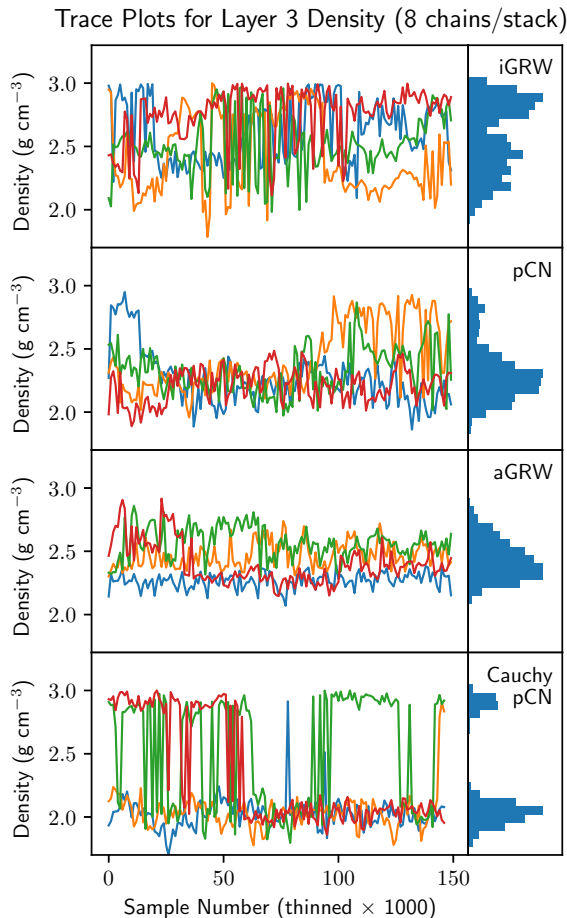 Trace Plots for Layer 3 Density (8 chains/stack)
iGRW
3.0
2.5
2.0
Density (g cm⁻³)
pCN
3.0
2.5
2.0
Density (g cm⁻³)
aGRW
3.0
2.5
2.0
Density (g cm⁻³)
Cauchy
pCN
3.0
2.5
2.0
Density (g cm⁻³)
0 50 100 150
Sample Number (thinned × 1000)